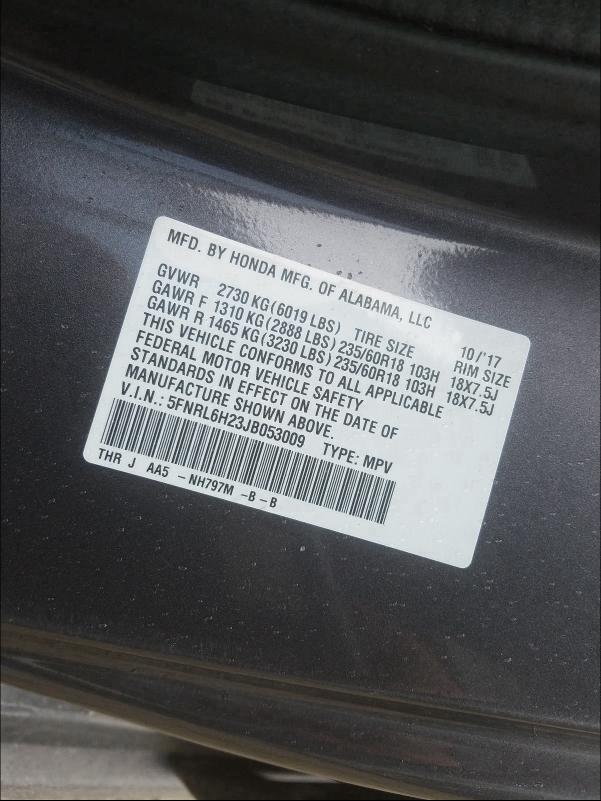 MFD. BY HONDA MFG. OF ALABAMA, LLC 10/'17
GVWR 2730 KG(6019 LBS) TIRE SIZE RIM SIZE
GAWR F 1310 KG(2888 LBS) 235/60R18 103H 18X7.5J
GAWR R 1465 KG(3230 LBS) 235/60R18 103H 18X7.5J
THIS VEHICLE CONFORMS TO ALL APPLICABLE
FEDERAL MOTOR VEHICLE SAFETY
STANDARDS IN EFFECT ON THE DATE OF
MANUFACTURE SHOWN ABOVE.
V.I.N.: 5FNRL6H23JB053009 TYPE: MPV
THR J AA5 -NH797M -B-B